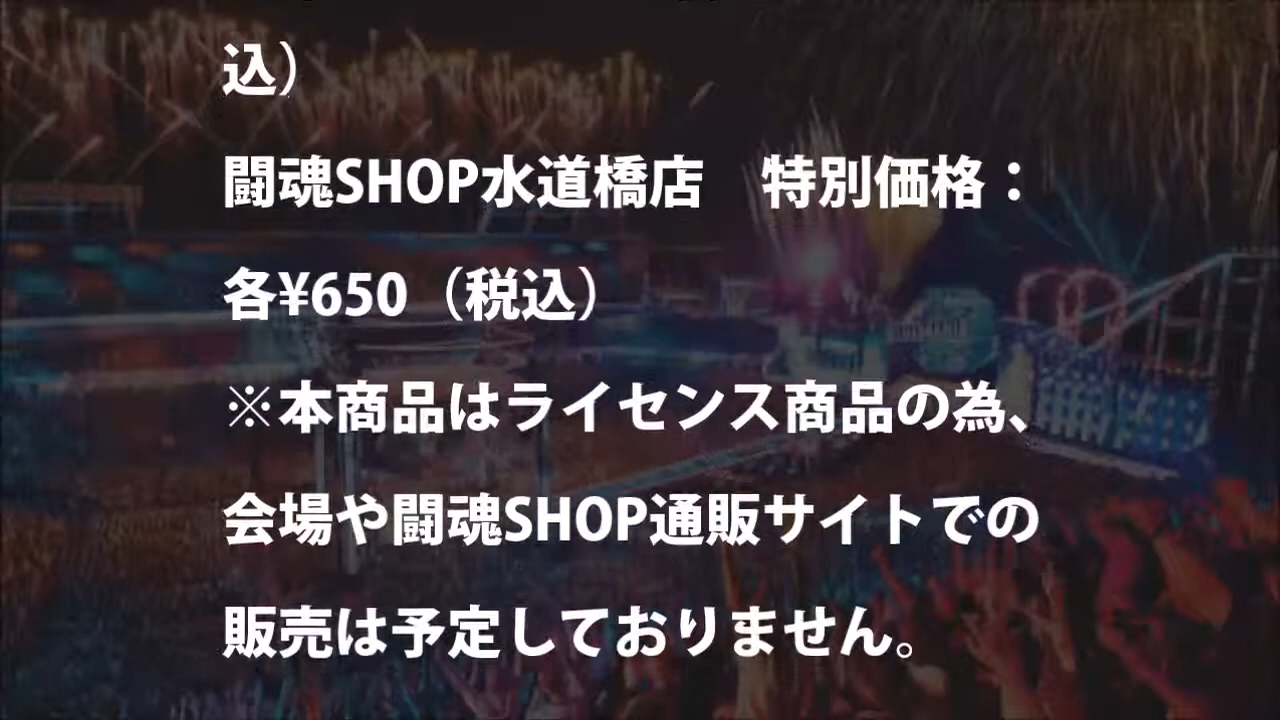 込）
闘魂SHOP水道橋店　特別価格：
各¥650（税込）
※本商品はライセンス商品の為、
会場や闘魂SHOP通販サイトでの
販売は予定しておりません。